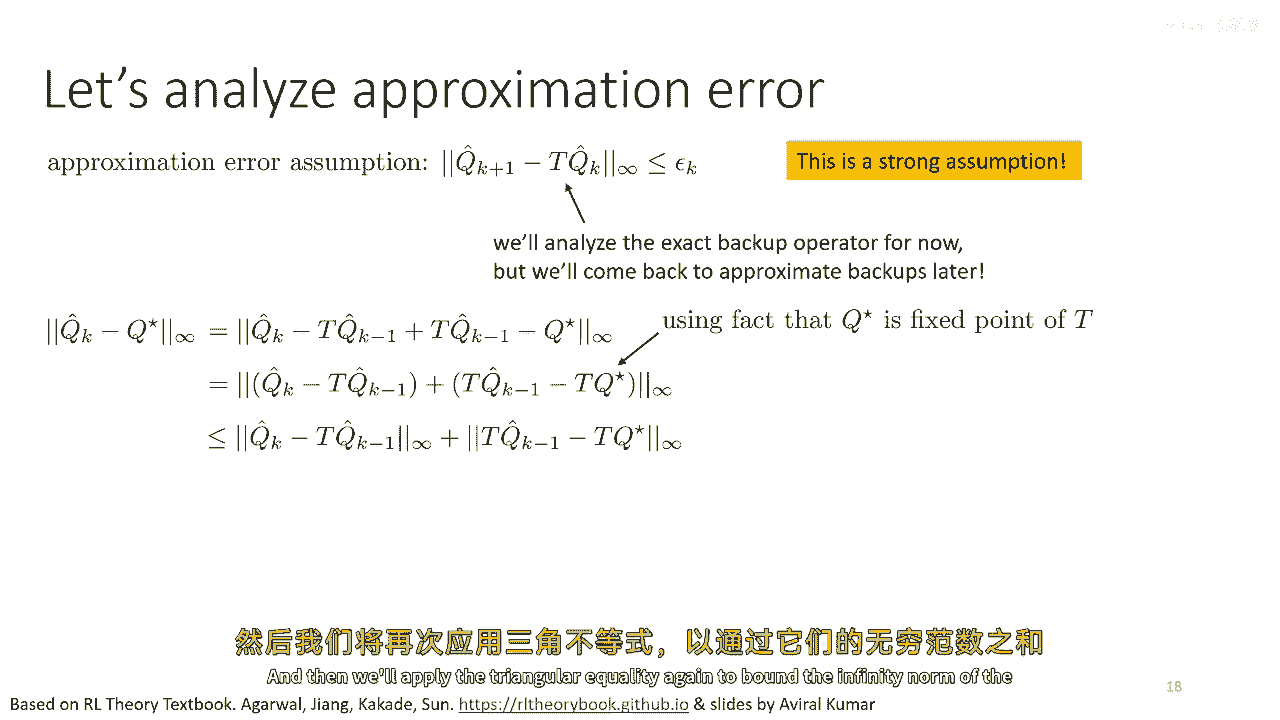 Let's analyze approximation error
approximation error assumption: $||\hat{Q}_{k+1} - T\hat{Q}_k||_\infty \leq \epsilon_k$
This is a strong assumption!
we'll analyze the exact backup operator for now,
but we'll come back to approximate backups later!
$||\hat{Q}_k - Q^\star||_\infty = ||\hat{Q}_k - T\hat{Q}_{k-1} + T\hat{Q}_{k-1} - Q^\star||_\infty$
using fact that $Q^\star$ is fixed point of $T$
$= ||(\hat{Q}_k - T\hat{Q}_{k-1}) + (T\hat{Q}_{k-1} - TQ^\star)||_\infty$
$\leq ||\hat{Q}_k - T\hat{Q}_{k-1}||_\infty + ||T\hat{Q}_{k-1} - TQ^\star||_\infty$
然后我们将再次应用三角不等式，以通过它们的无穷范数之和
And then we'll apply the triangular equality again to bound the infinity norm of the
18
Based on RL Theory Textbook. Agarwal, Jiang, Kakade, Sun. https://rltheorybook.github.io & slides by Aviral Kumar